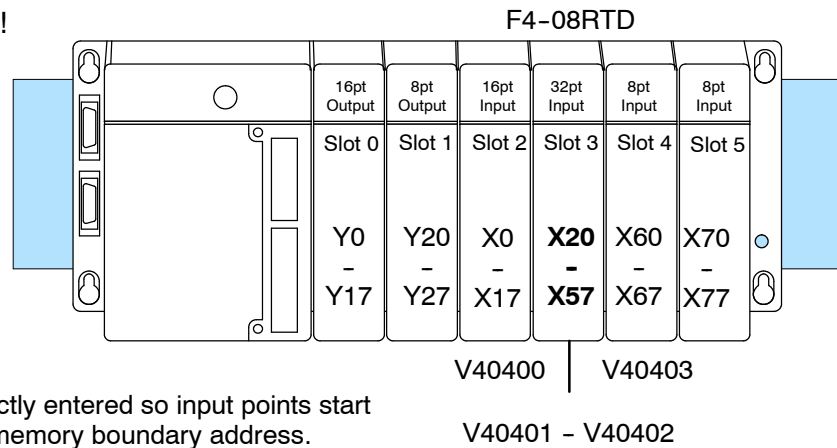 !
F4-08RTD
16pt Output
8pt Output
16pt Input
32pt Input
8pt Input
8pt Input
Slot 0
Slot 1
Slot 2
Slot 3
Slot 4
Slot 5
Y0 - Y17
Y20 - Y27
X0 - X17
X20 - X57
X60 - X67
X70 - X77
V40400
V40403
ctly entered so input points start
memory boundary address.
V40401 - V40402